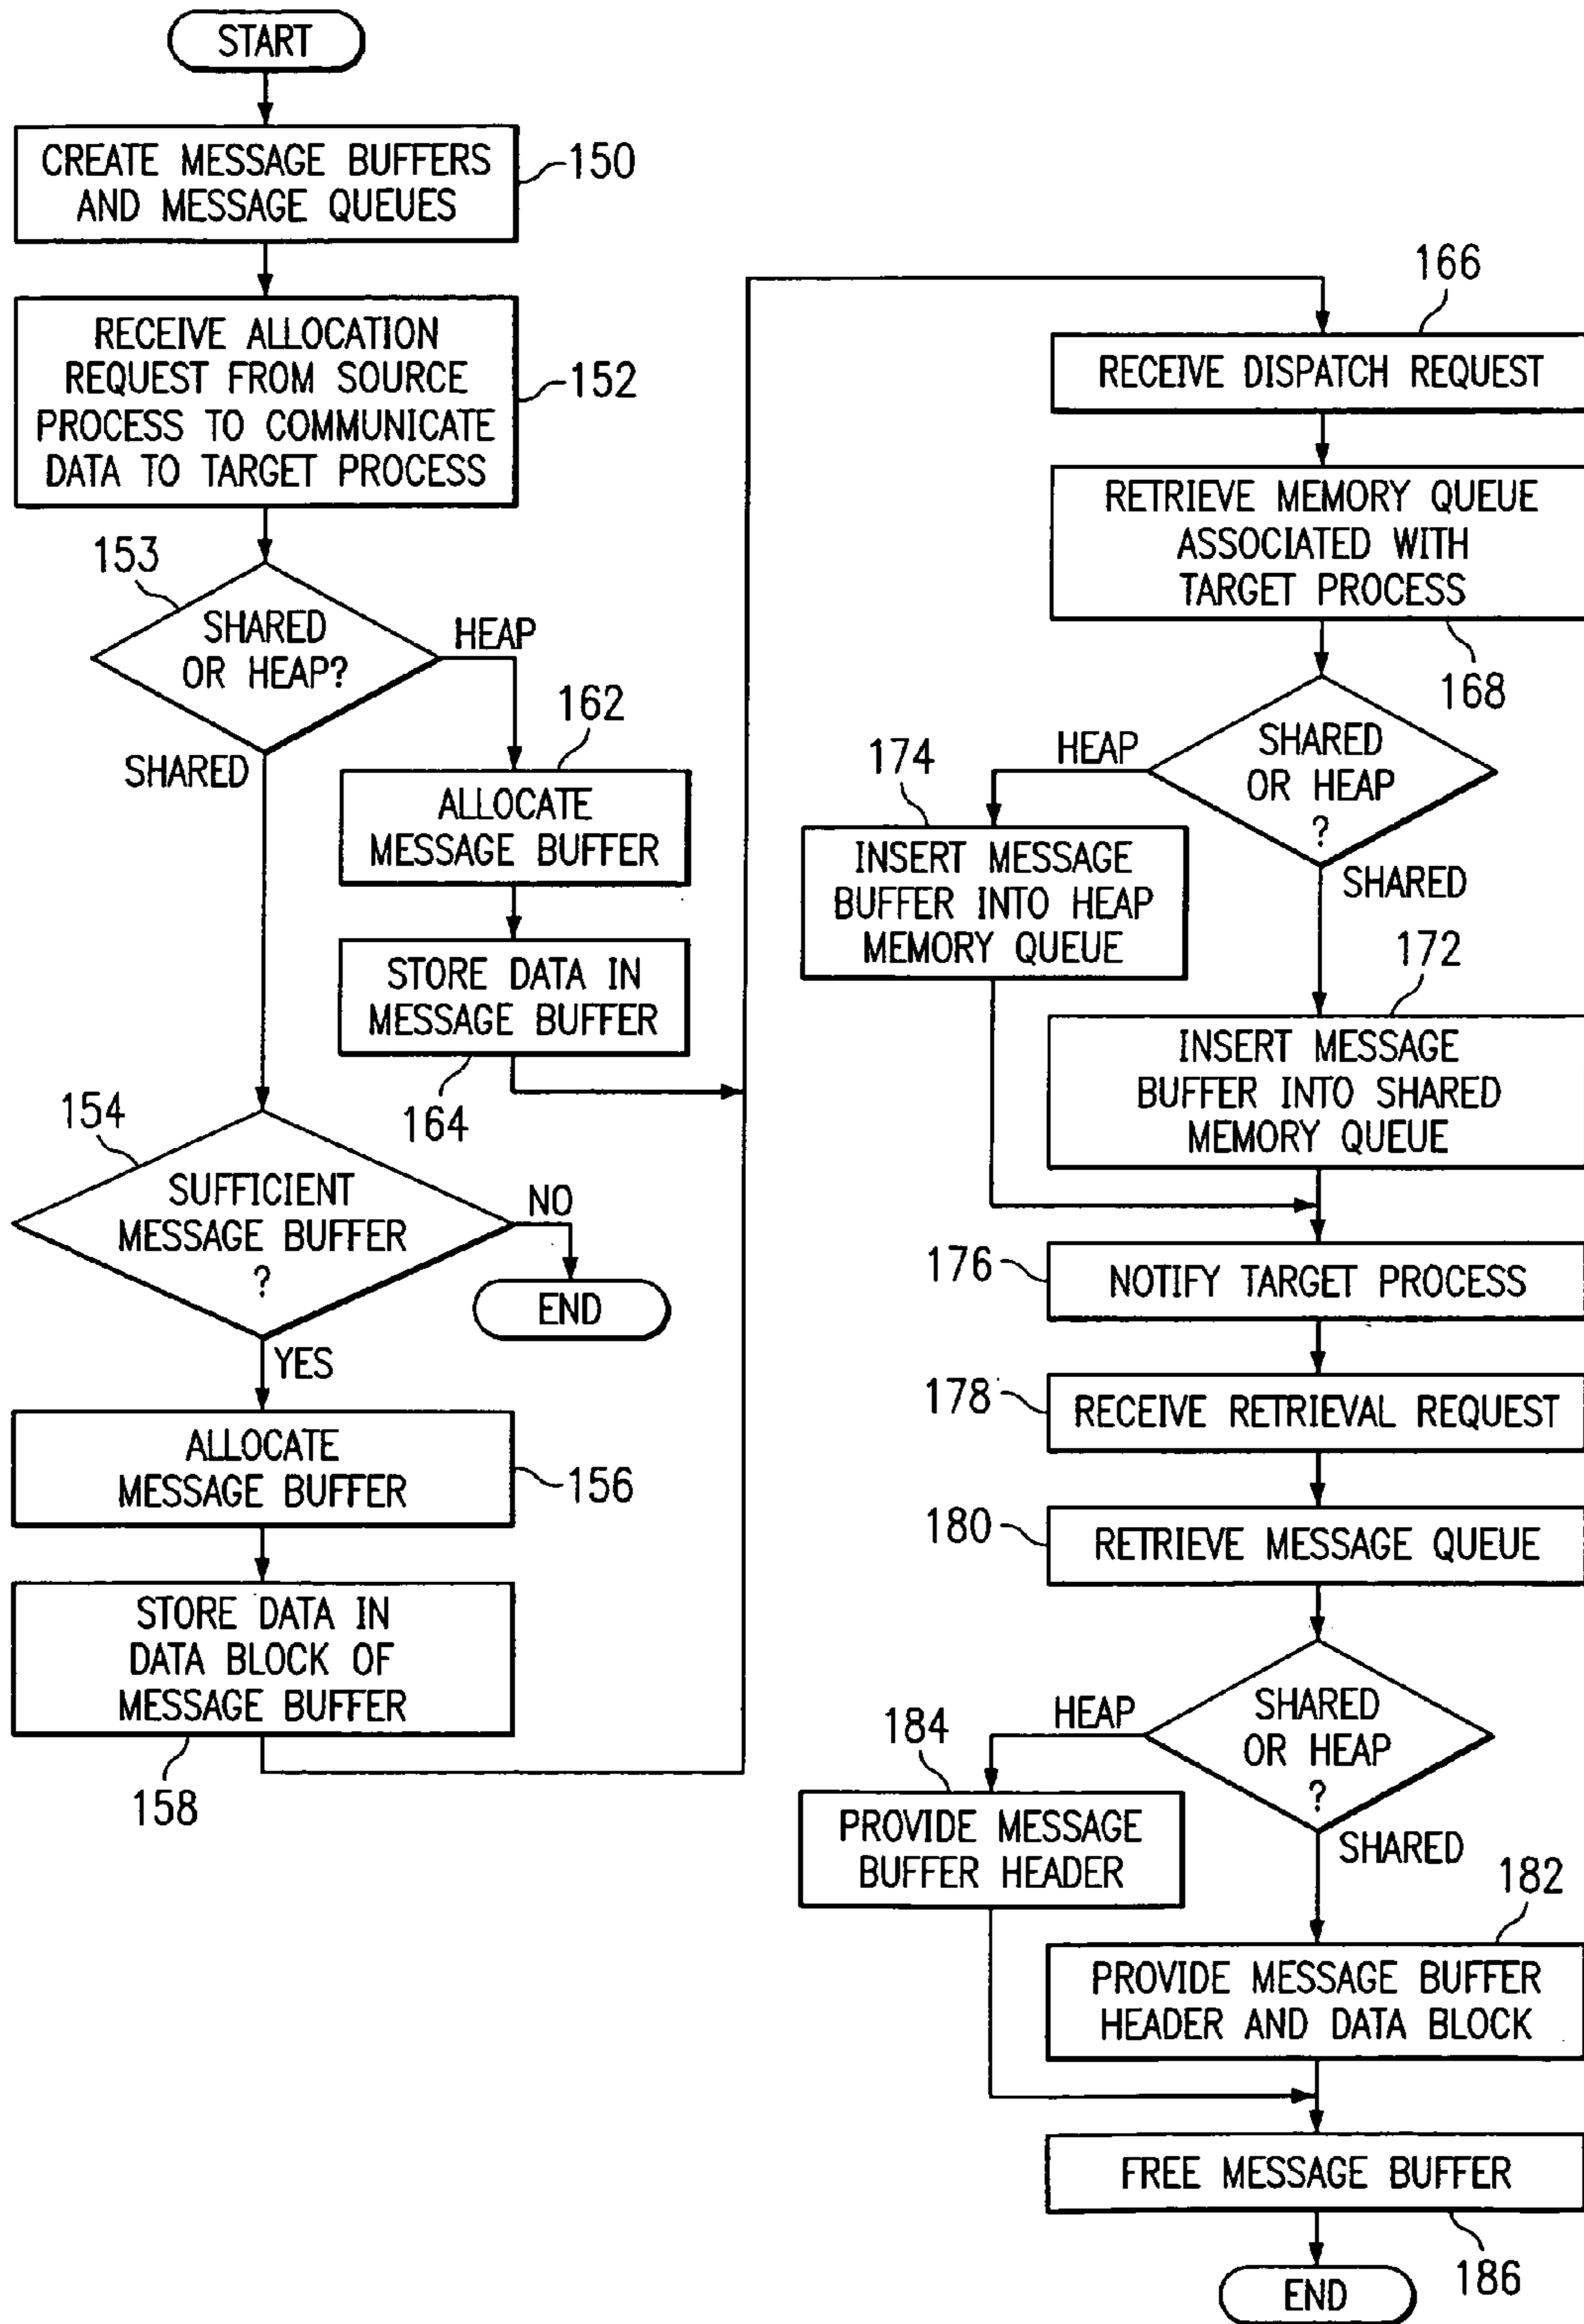 START
CREATE MESSAGE BUFFERS
AND MESSAGE QUEUES
150
RECEIVE ALLOCATION
REQUEST FROM SOURCE
PROCESS TO COMMUNICATE
DATA TO TARGET PROCESS
152
153
SHARED
OR HEAP?
HEAP
SHARED
162
ALLOCATE
MESSAGE BUFFER
STORE DATA IN
MESSAGE BUFFER
164
154
SUFFICIENT
MESSAGE BUFFER
?
NO
END
YES
ALLOCATE
MESSAGE BUFFER
156
STORE DATA IN
DATA BLOCK OF
MESSAGE BUFFER
158
166
RECEIVE DISPATCH REQUEST
RETRIEVE MEMORY QUEUE
ASSOCIATED WITH
TARGET PROCESS
168
SHARED
OR HEAP
?
HEAP
SHARED
174
INSERT MESSAGE
BUFFER INTO HEAP
MEMORY QUEUE
172
INSERT MESSAGE
BUFFER INTO SHARED
MEMORY QUEUE
176
NOTIFY TARGET PROCESS
178
RECEIVE RETRIEVAL REQUEST
180
RETRIEVE MESSAGE QUEUE
SHARED
OR HEAP
?
HEAP
SHARED
184
PROVIDE MESSAGE
BUFFER HEADER
182
PROVIDE MESSAGE BUFFER
HEADER AND DATA BLOCK
FREE MESSAGE BUFFER
186
END